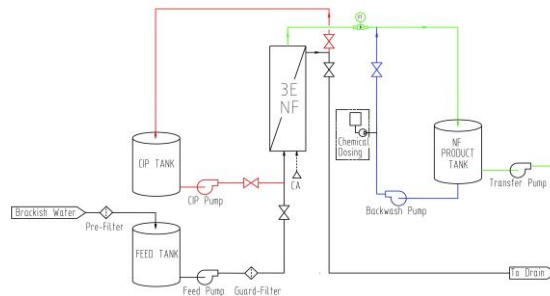 3E
NF
CIP TANK
CIP Pump
CA
Chemical
Dosing
NF
PRODUCT
TANK
Transfer Pump
Backwash Pump
Brackish Water
Pre-Filter
FEED TANK
Feed Pump
Guard-Filter
To Drain